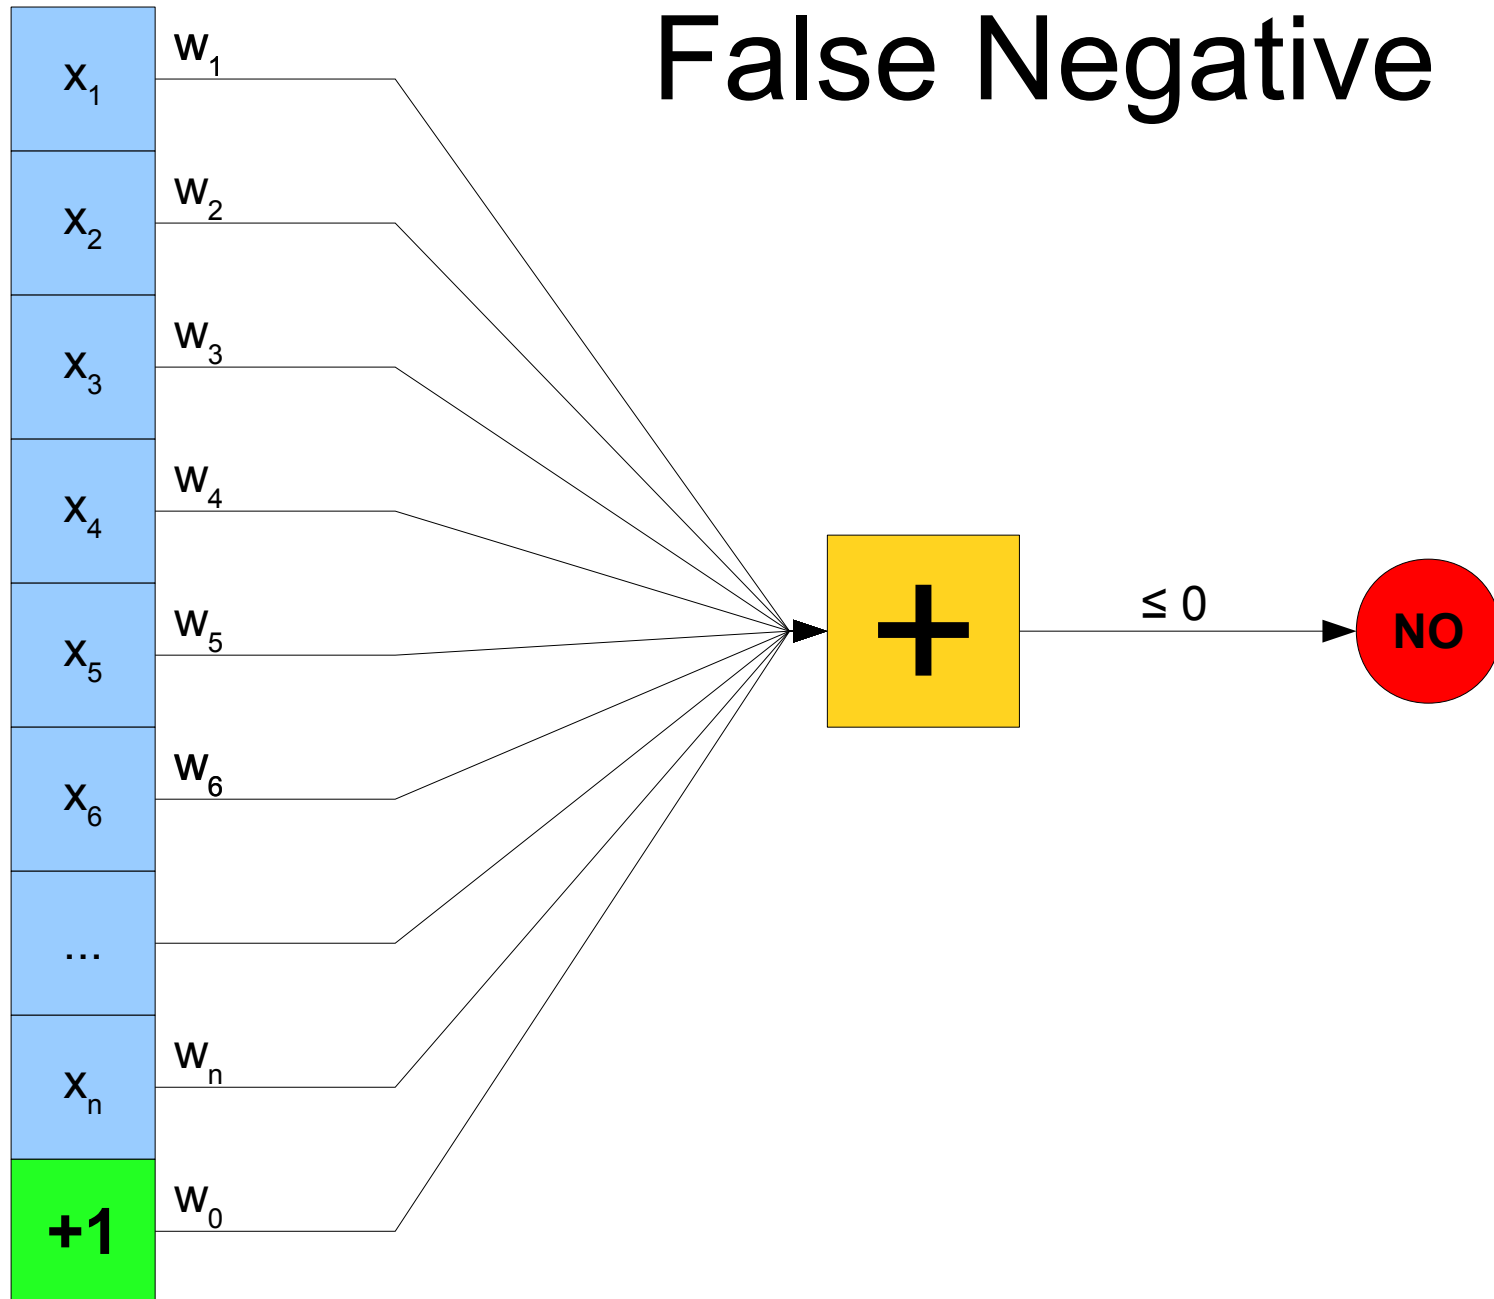 False Negative
x₁ w₁
x₂ w₂
x₃ w₃
x₄ w₄
x₅ w₅
+ ≤ 0 NO
x₆ w₆
...
xₙ wₙ
+1 w₀